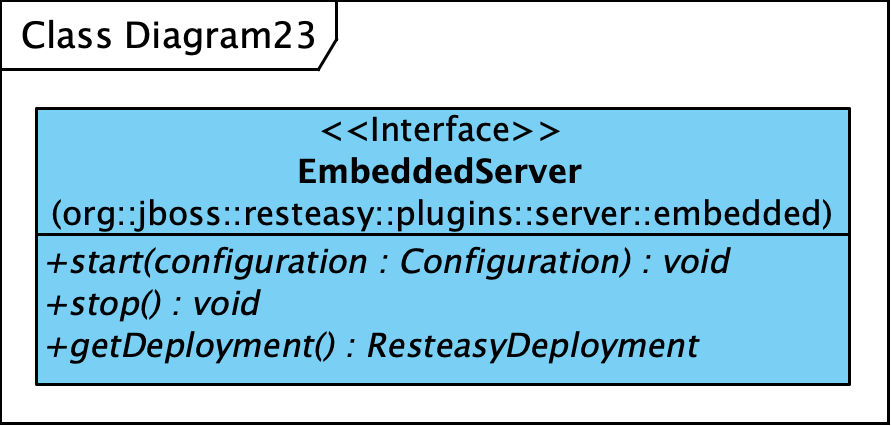 Class Diagram23
<<Interface>>
EmbeddedServer
(org::jboss::resteasy::plugins::server::embedded)
+start(configuration : Configuration) : void
+stop() : void
+getDeployment() : ResteasyDeployment